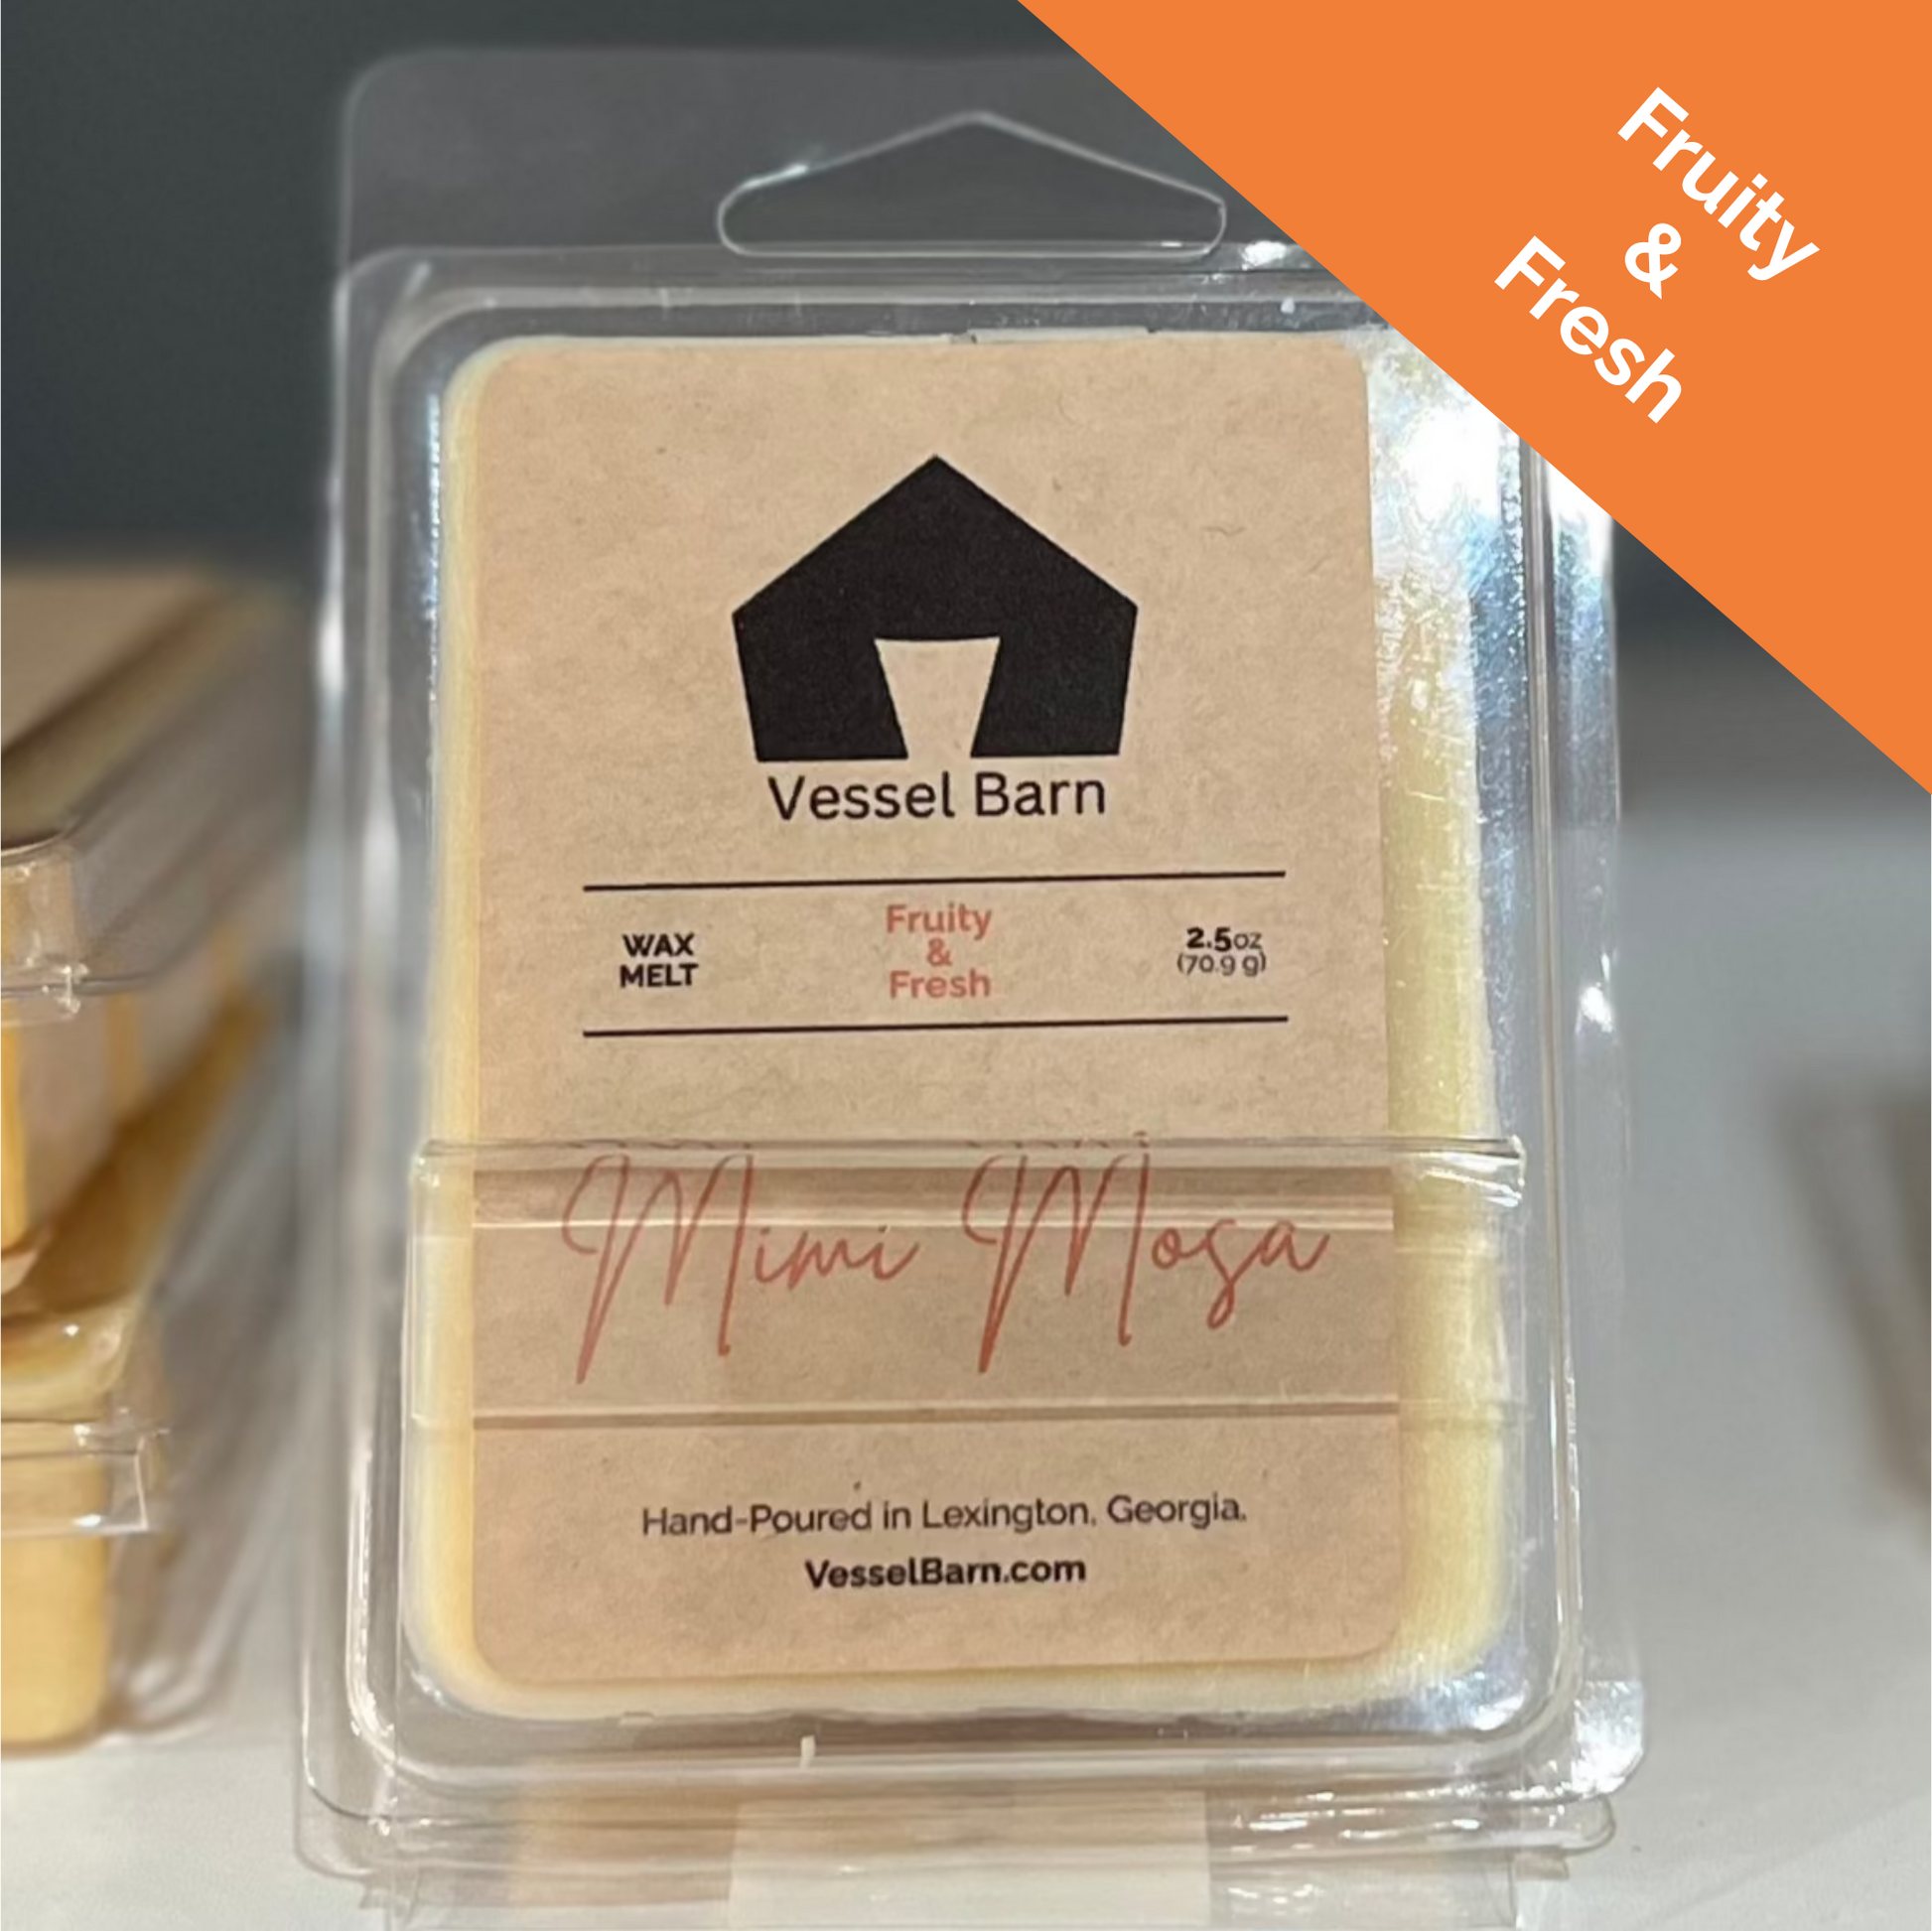 Fruity
&
Fresh
Vessel Barn
WAX
MELT
Fruity
&
Fresh
2.5oz
(70.9 g)
Mimi Mosa
Hand-Poured in Lexington, Georgia.
VesselBarn.com